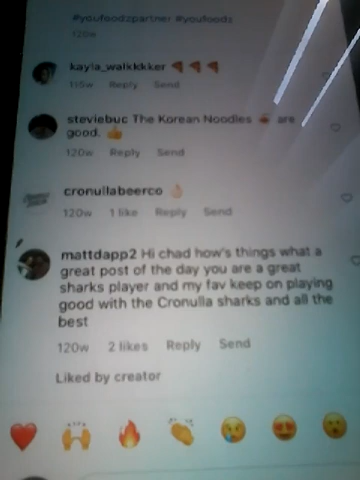 #youfoodzpartner #youfoodz
120w
kayla_walkkkker 🍕 🍕 🍕
115w Reply Send
steviebuc The Korean Noodles 🍜 are
good. 👍
120w Reply Send
cronullabeerco 👌
120w 1 like Reply Send
mattdapp2 Hi chad how's things what a
great post of the day you are a great
sharks player and my fav keep on playing
good with the Cronulla sharks and all the
best
120w 2 likes Reply Send
Liked by creator
❤️ 🙌 🔥 👏 😢 😍 😮